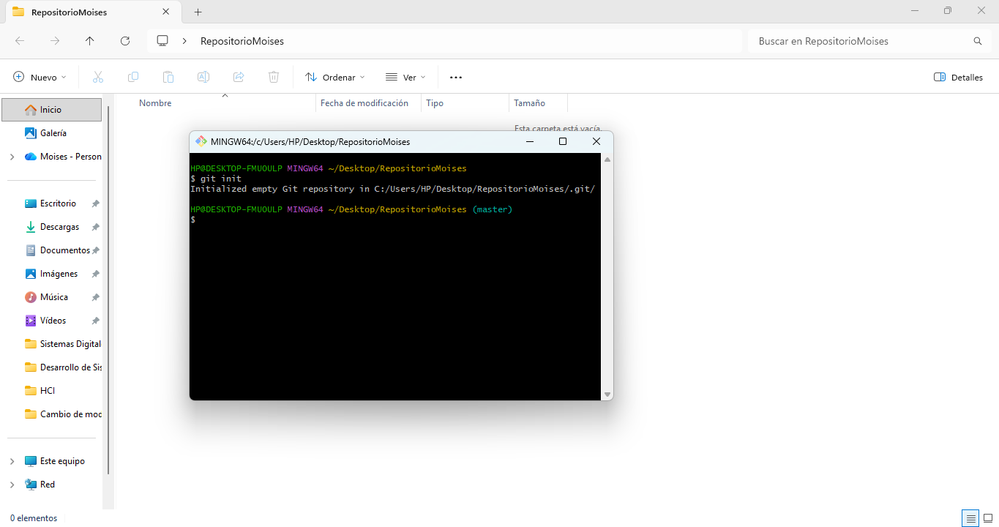 RepositorioMoises
RepositorioMoises
Buscar en RepositorioMoises
Nuevo
Ordenar
Ver
Detalles
Inicio
Galería
Moises - Person
Escritorio
Descargas
Documentos
Imágenes
Música
Vídeos
Sistemas Digital
Desarrollo de Sis
HCI
Cambio de mod
Este equipo
Red
Nombre
Fecha de modificación
Tipo
Tamaño
Esta carpeta está vacía.
MINGW64:/c/Users/HP/Desktop/RepositorioMoises
HP@DESKTOP-FMUOULP MINGW64 ~/Desktop/RepositorioMoises
$ git init
Initialized empty Git repository in C:/Users/HP/Desktop/RepositorioMoises/.git/
HP@DESKTOP-FMUOULP MINGW64 ~/Desktop/RepositorioMoises (master)
$
0 elementos